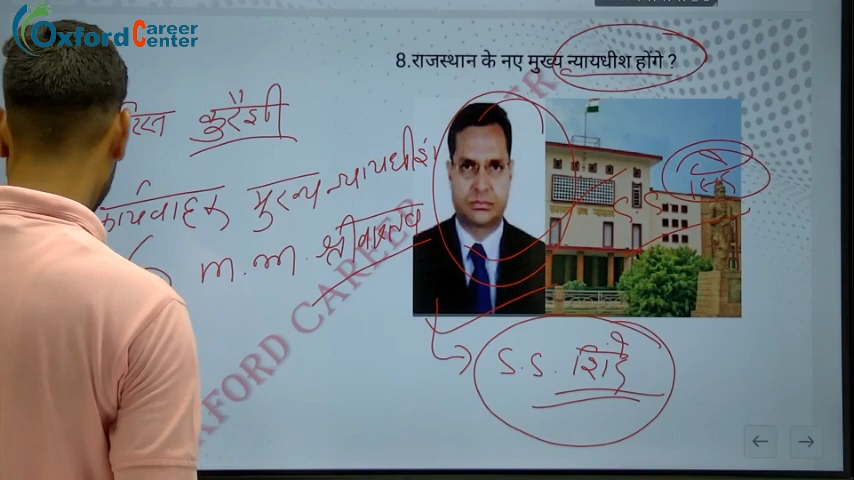 Oxford Career Center
8.राजस्थान के नए मुख्य न्यायधीश होंगे ?
कुरैशी
कार्यवाहक मुख्य न्यायधीश
M.M. श्रीवास्तव
S.S
शिंदे
S.S. शिंदे
OXFORD CAREER